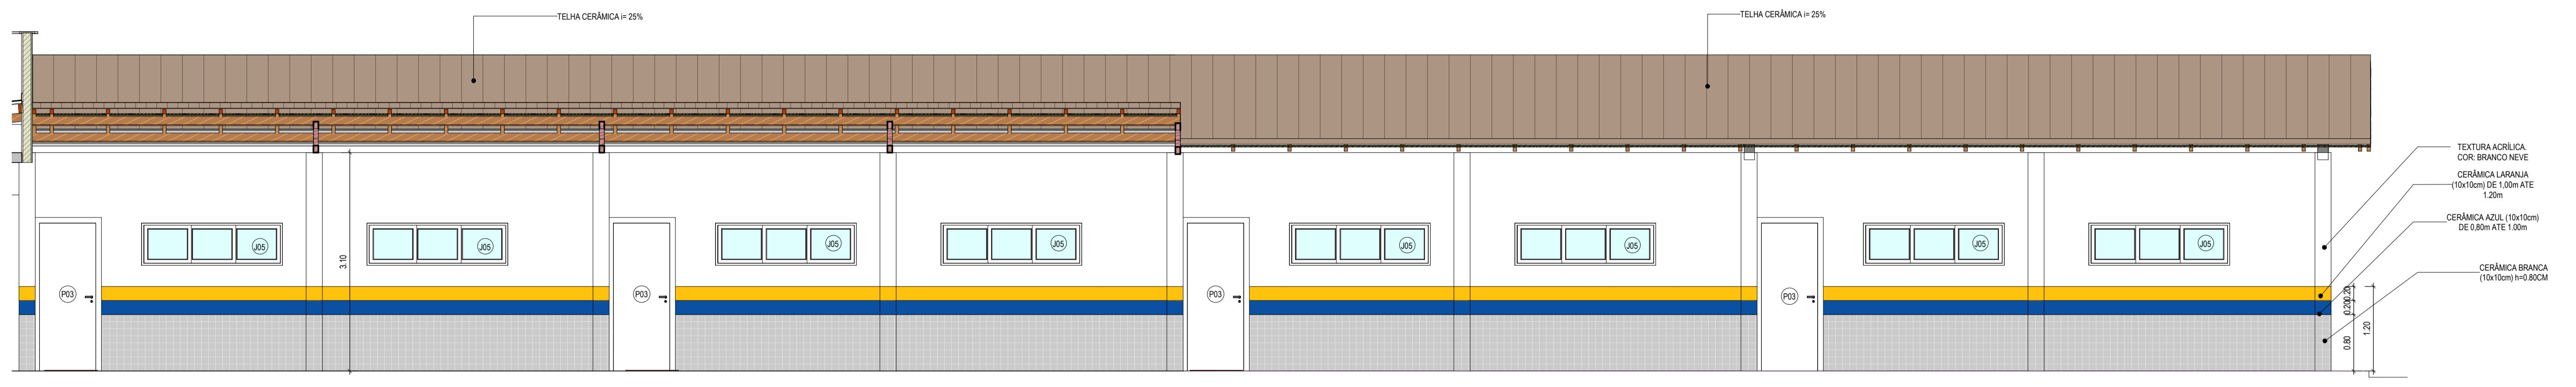 TELHA CERÂMICA i= 25%
TELHA CERÂMICA i= 25%
TEXTURA ACRÍLICA.
COR: BRANCO NEVE
CERÂMICA LARANJA
(10x10cm) DE 1,00m ATE
1.20m
CERÂMICA AZUL (10x10cm)
DE 0,80m ATE 1.00m
CERÂMICA BRANCA
(10x10cm) h=0.80CM
J05
J05
J05
J05
J05
J05
J05
J05
3.10
P03
P03
P03
P03
0.20
0.20
1.20
0.80